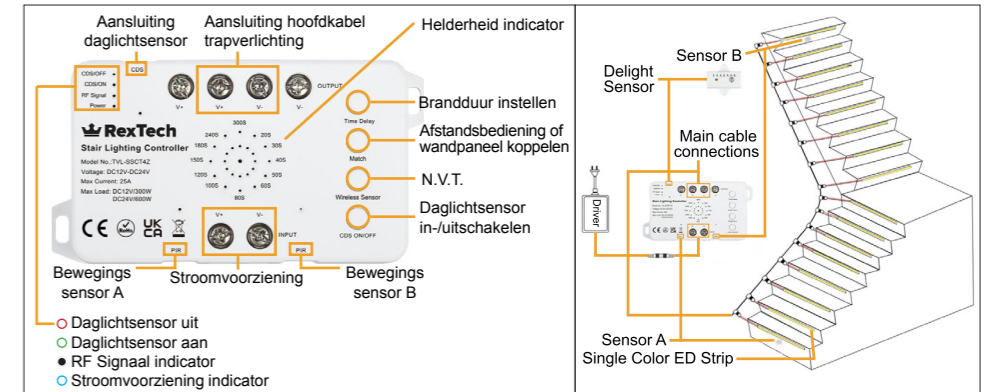 Aansluiting
daglichtsensor
Aansluiting hoofdkabel
trapverlichting
Helderheid indicator
CDS
CDS/OFF
CDS/ON
RF Signal
Power
V+
V-
V+
V-
OUTPUT
RexTech
Stair Lighting Controller
Model No.:TVL-SSCT4Z
Voltage: DC12V-DC24V
Max Current: 25A
Max Load: DC12V/300W
DC24V/600W
CE
UK
CA
300S
240S
20S
180S
30S
150S
40S
120S
50S
100S
60S
80S
Time Delay
Match
Wireless Sensor
CDS ON/OFF
Brandduur instellen
Afstandsbediening of
wandpaneel koppelen
N.V.T.
Daglichtsensor
in-/uitschakelen
V+
V-
INPUT
PIR
PIR
Bewegings
sensor A
Stroomvoorziening
Bewegings
sensor B
Daglichtsensor uit
Daglichtsensor aan
RF Signaal indicator
Stroomvoorziening indicator
Sensor B
Delight
Sensor
Main cable
connections
Driver
Sensor A
Single Color ED Strip